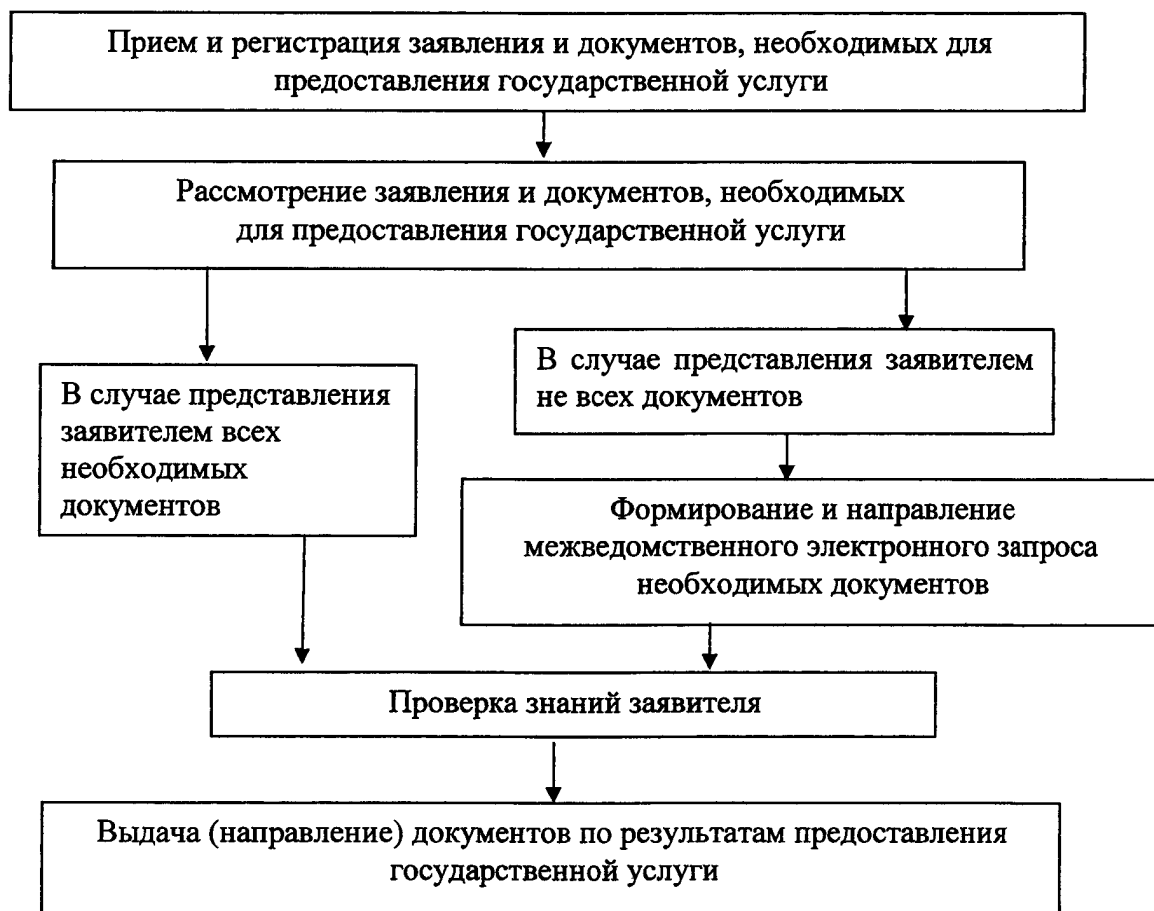 Прием и регистрация заявления и документов, необходимых для
предоставления государственной услуги
Рассмотрение заявления и документов, необходимых
для предоставления государственной услуги
В случае представления
заявителем всех
необходимых
документов
В случае представления заявителем
не всех документов
Формирование и направление
межведомственного электронного запроса
необходимых документов
Проверка знаний заявителя
Выдача (направление) документов по результатам предоставления
государственной услуги